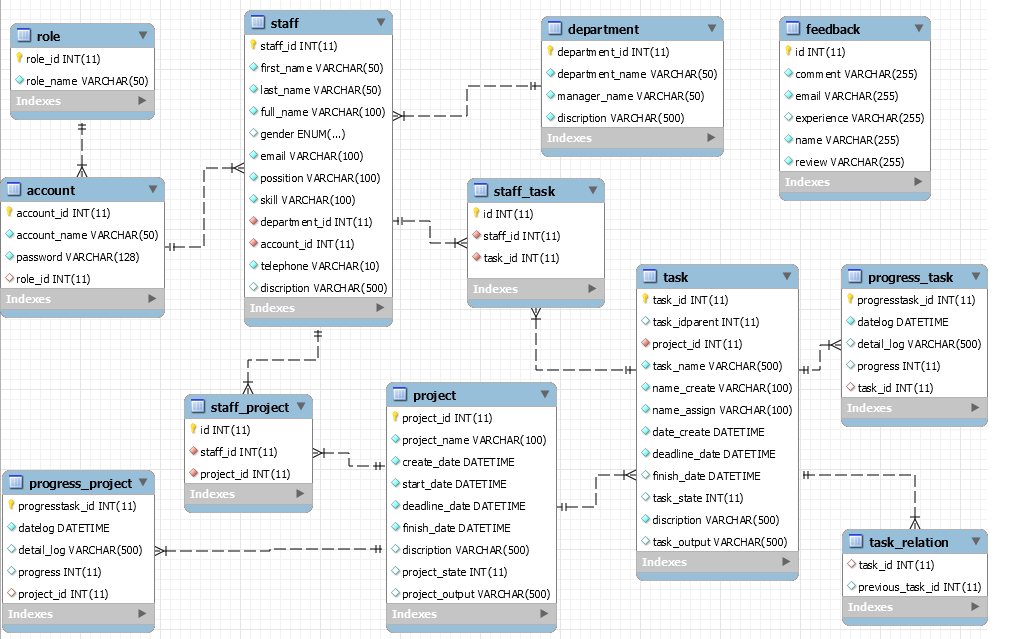 role
role_id INT(11)
role_name VARCHAR(50)
Indexes
staff
staff_id INT(11)
first_name VARCHAR(50)
last_name VARCHAR(50)
full_name VARCHAR(100)
gender ENUM(...)
email VARCHAR(100)
possition VARCHAR(100)
skill VARCHAR(100)
department_id INT(11)
account_id INT(11)
telephone VARCHAR(10)
discription VARCHAR(500)
Indexes
department
department_id INT(11)
department_name VARCHAR(50)
manager_name VARCHAR(50)
discription VARCHAR(500)
Indexes
feedback
id INT(11)
comment VARCHAR(255)
email VARCHAR(255)
experience VARCHAR(255)
name VARCHAR(255)
review VARCHAR(255)
Indexes
account
account_id INT(11)
account_name VARCHAR(50)
password VARCHAR(128)
role_id INT(11)
Indexes
staff_task
id INT(11)
staff_id INT(11)
task_id INT(11)
Indexes
task
task_id INT(11)
task_idparent INT(11)
project_id INT(11)
task_name VARCHAR(500)
name_create VARCHAR(100)
name_assign VARCHAR(100)
date_create DATETIME
deadline_date DATETIME
finish_date DATETIME
task_state INT(11)
discription VARCHAR(500)
task_output VARCHAR(500)
Indexes
progress_task
progresstask_id INT(11)
datelog DATETIME
detail_log VARCHAR(500)
progress INT(11)
task_id INT(11)
Indexes
staff_project
id INT(11)
staff_id INT(11)
project_id INT(11)
Indexes
project
project_id INT(11)
project_name VARCHAR(100)
create_date DATETIME
start_date DATETIME
deadline_date DATETIME
finish_date DATETIME
discription VARCHAR(500)
project_state INT(11)
project_output VARCHAR(500)
Indexes
progress_project
progresstask_id INT(11)
datelog DATETIME
detail_log VARCHAR(500)
progress INT(11)
project_id INT(11)
Indexes
task_relation
task_id INT(11)
previous_task_id INT(11)
Indexes